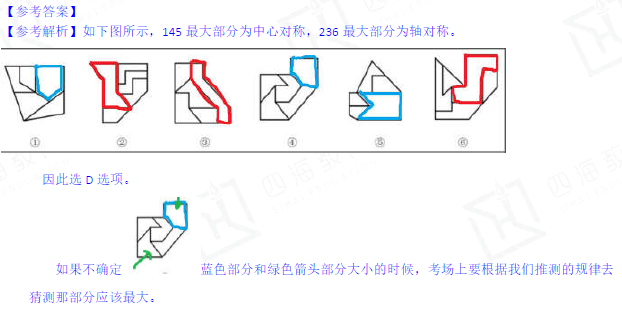 【参考答案】
【参考解析】如下图所示，145 最大部分为中心对称，236 最大部分为轴对称。
① ② ③ ④ ⑤ ⑥
因此选 D 选项。
如果不确定 蓝色部分和绿色箭头部分大小的时候，考场上要根据我们推测的规律去
猜测那部分应该最大。